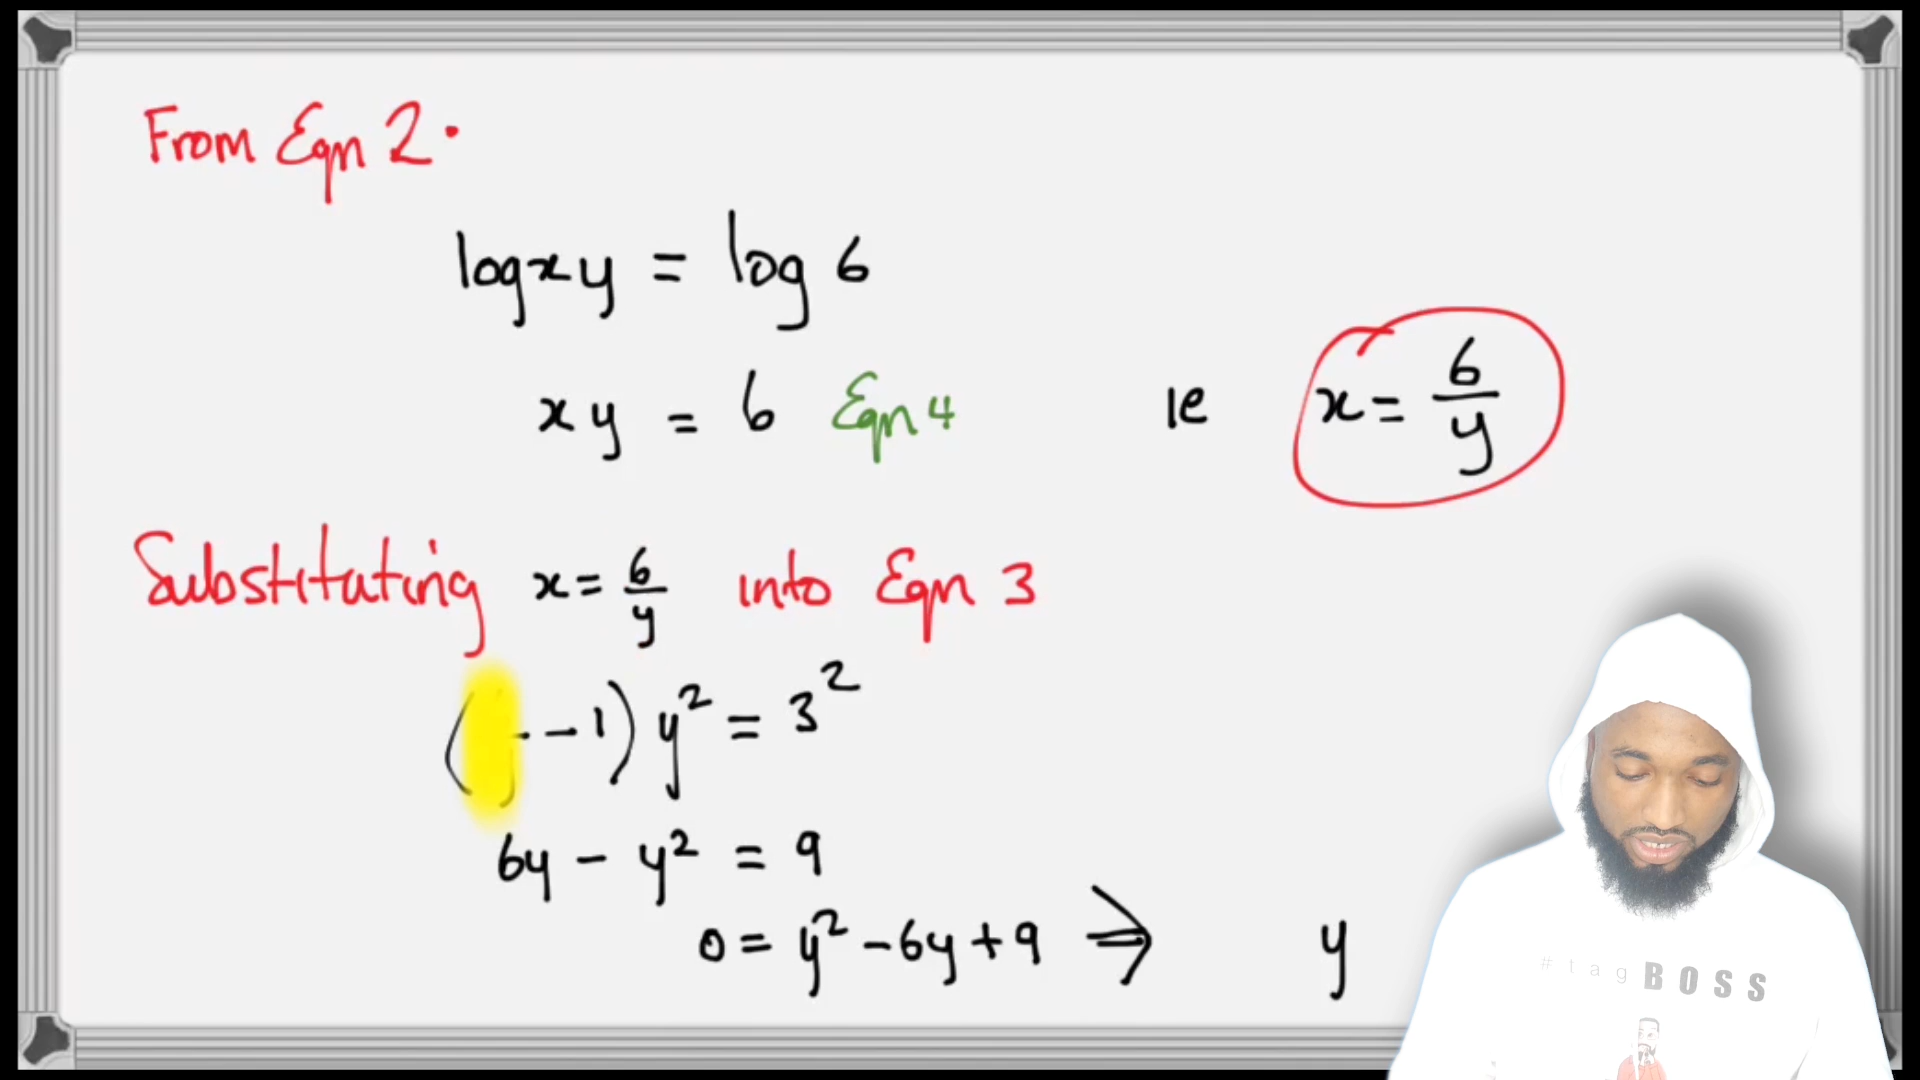 From Eqn 2.
log xy = log 6
xy = 6 Eqn 4 ie x = 6/y
Substituting x = 6/y into Eqn 3
( - 1) y² = 3²
6y - y² = 9
0 = y² - 6y + 9 ⇒ y
#tag BOSS